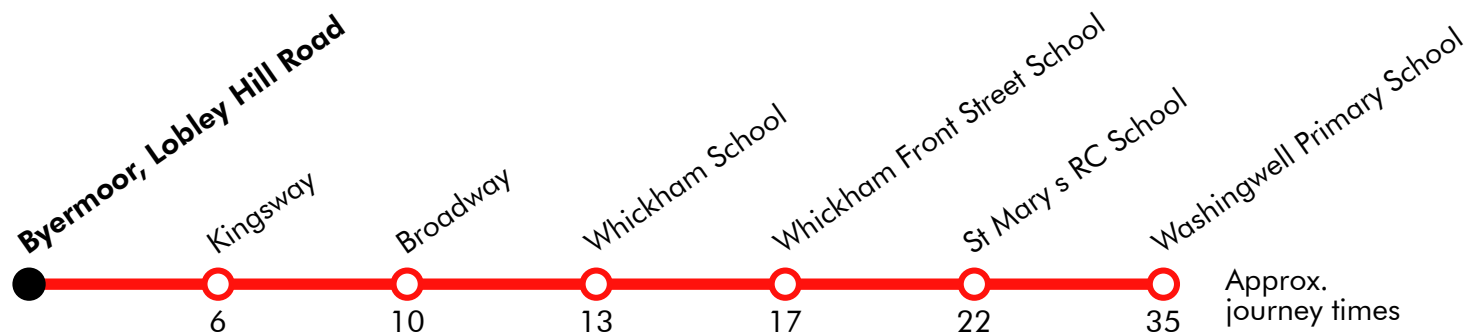 Byermoor, Lobley Hill Road
Kingsway
Broadway
Whickham School
Whickham Front Street School
St Mary s RC School
Washingwell Primary School
6
10
13
17
22
35
Approx.
journey times